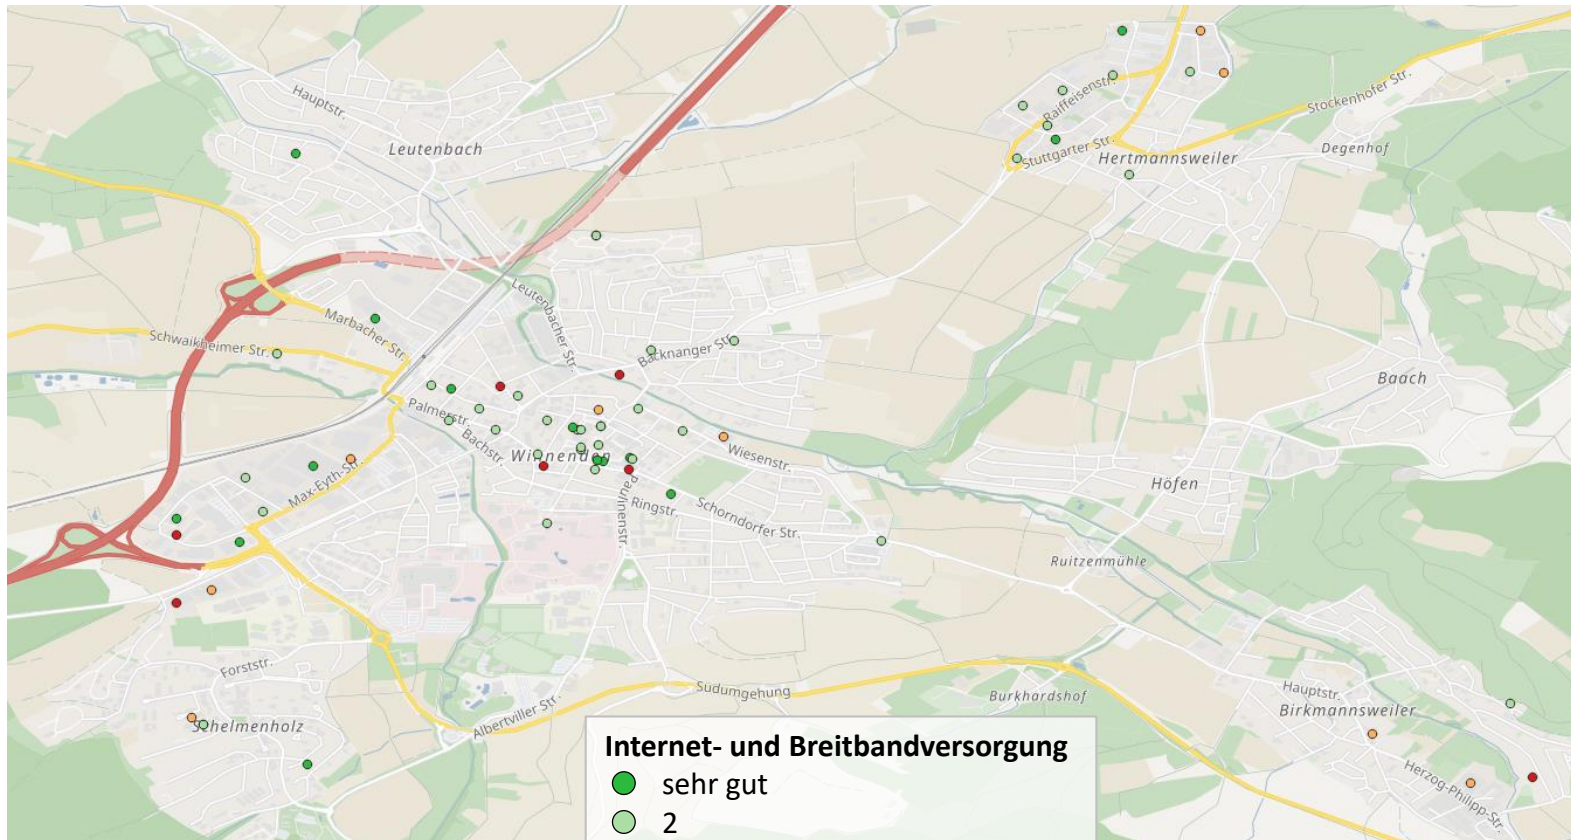 Hauptstr.
Leutenbach
Raiffeisenstr.
Stockenhofer Str.
Stuttgarter Str.
Hertmannsweiler
Degenhof
Leutenbacher Str.
Marbacher Str.
Schwaikheimer Str.
Backnanger Str.
Baach
Palmerstr.
Bachstr.
Winnenden
Wiesenstr.
Max-Eyth-Str.
Höfen
Paulinenstr.
Ringstr.
Schorndorfer Str.
Ruitzenmühle
Forststr.
Schelmenholz
Albertviller Str.
Südumgehung
Burkhardshof
Hauptstr.
Birkmannsweiler
Herzog-Philipp-Str.
Internet- und Breitbandversorgung
sehr gut
2